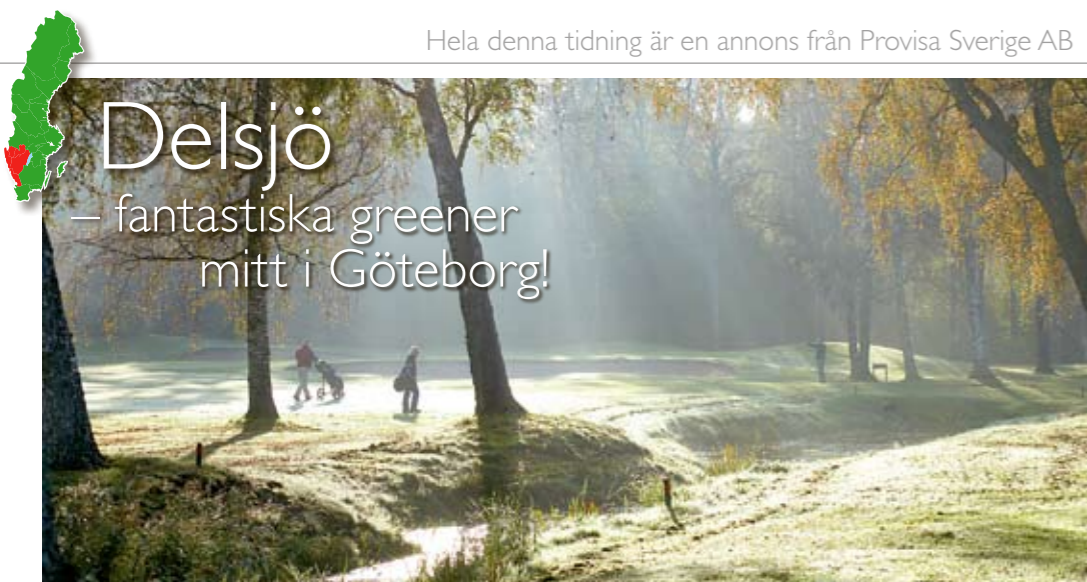 Hela denna tidning är en annons från Provisa Sverige AB
Delsjö
– fantastiska greener
mitt i Göteborg!